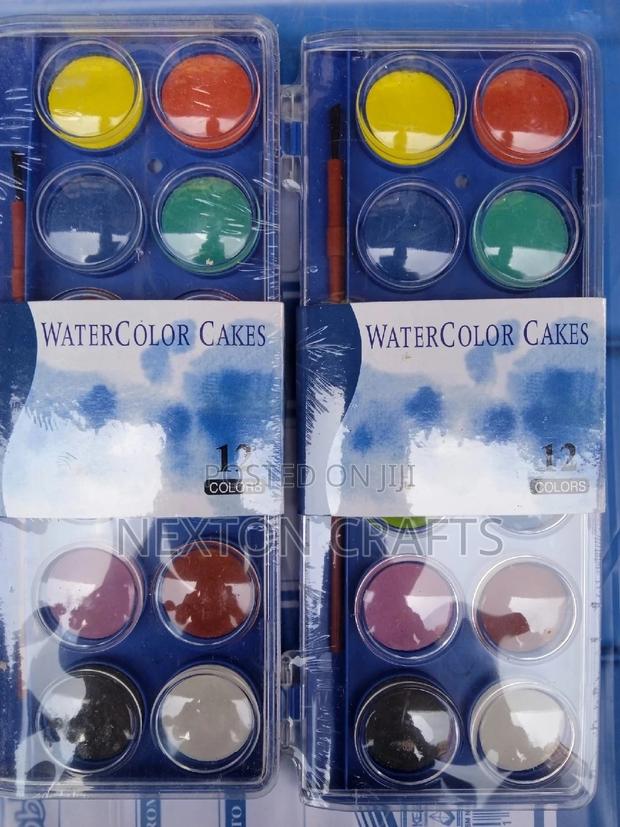 WATERCOLOR CAKES
12
COLORS
WATERCOLOR CAKES
12
COLORS
POSTED ON JIJI
NEXTON CRAFTS